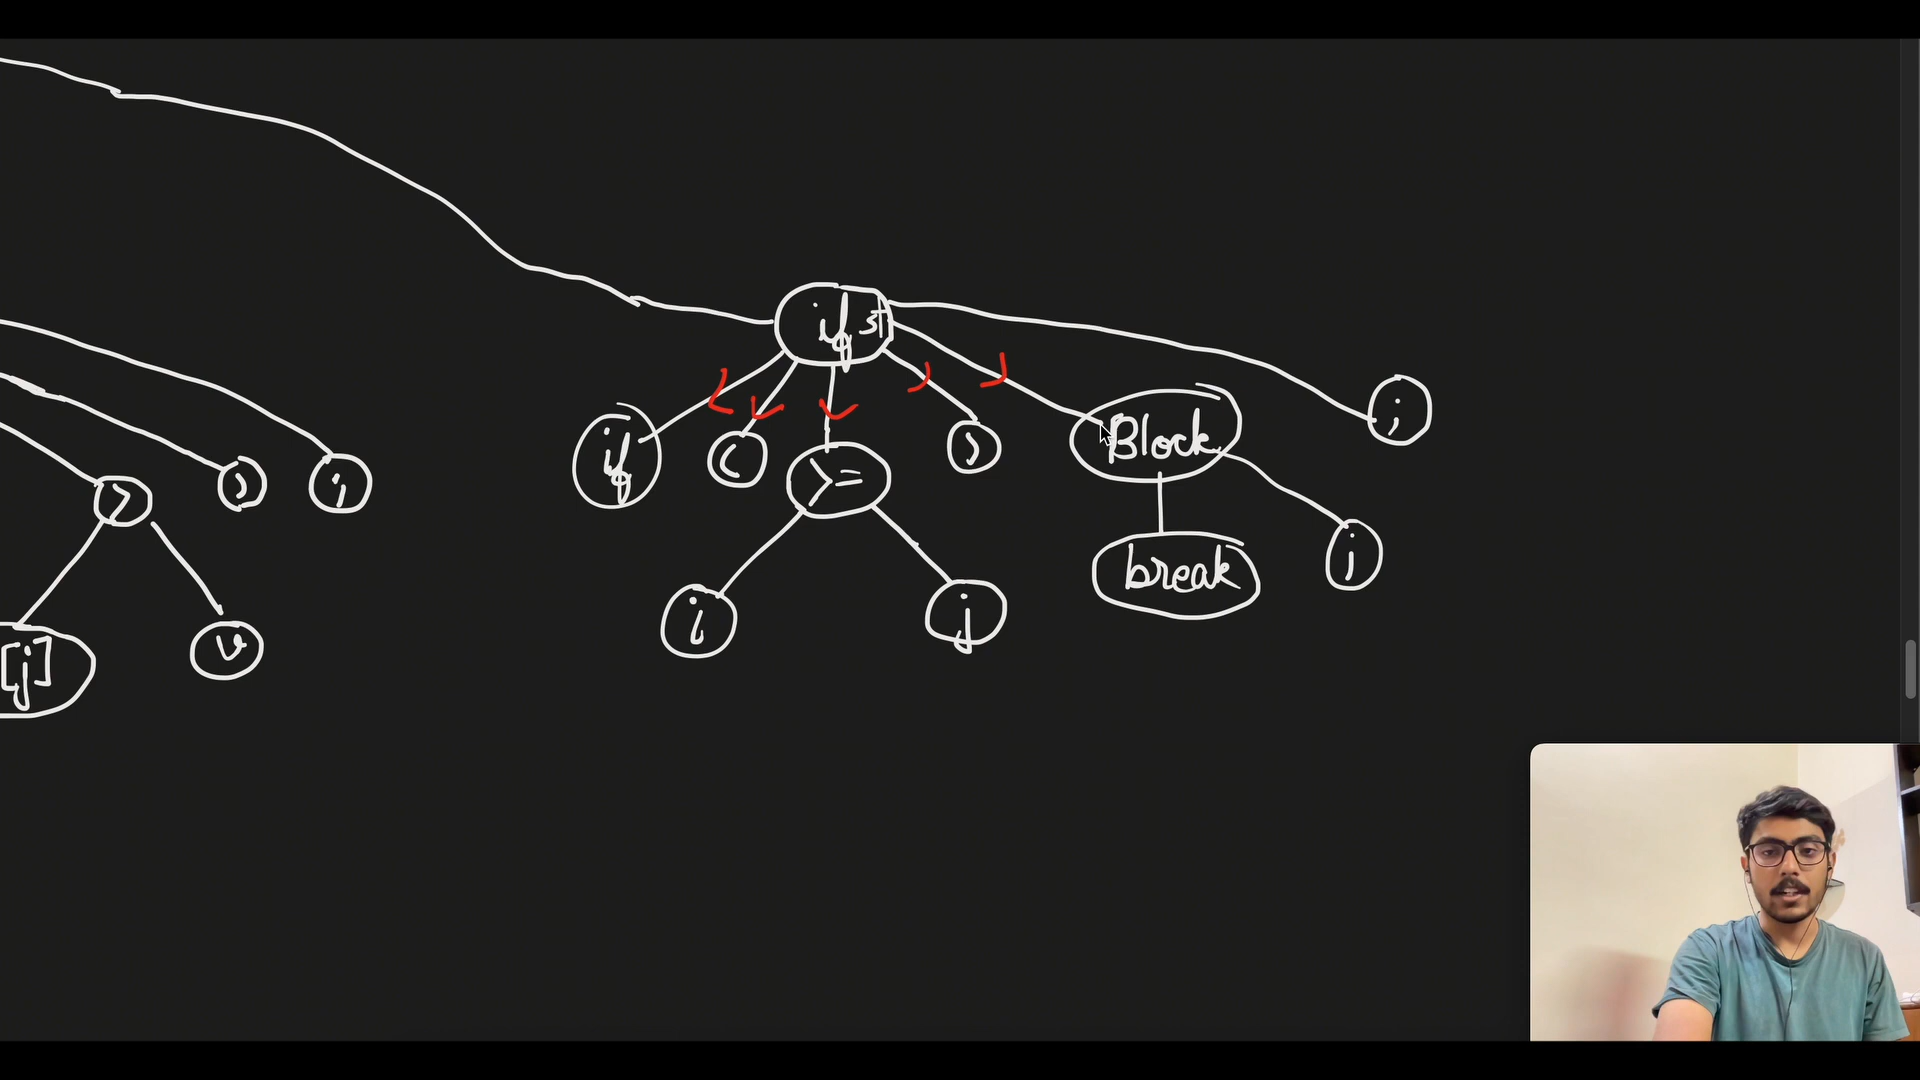 if st
if
(
>=
)
Block
;
i
j
break
;
>
)
;
[j]
v